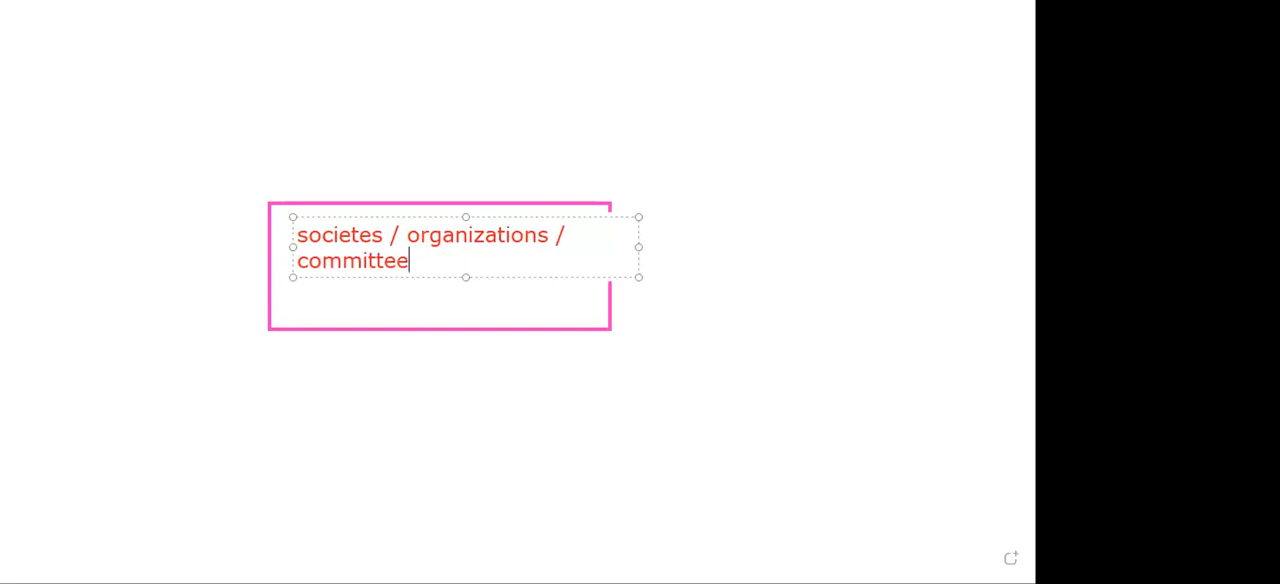 societes / organizations /
committee